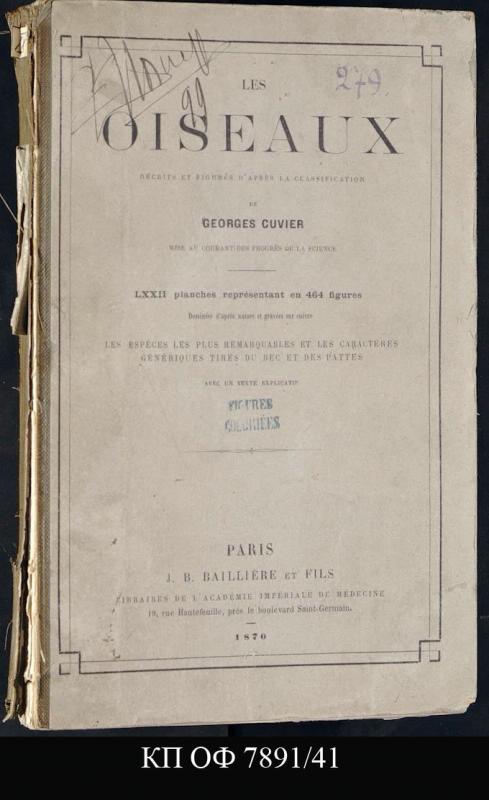 279.
99
LES
OISEAUX
DÉCRITS ET FIGURÉS D'APRÈS LA CLASSIFICATION
DE
GEORGES CUVIER
MISE AU COURANT DES PROGRÈS DE LA SCIENCE
LXXII planches représentant en 464 figures
Dessinées d'après nature et gravées sur cuivre
LES ESPÈCES LES PLUS REMARQUABLES ET LES CARACTÈRES
GÉNÉRIQUES TIRÉS DU BEC ET DES PATTES
AVEC UN TEXTE EXPLICATIF
FIGURES
COLORIÉES
PARIS
J. B. BAILLIÈRE ET FILS
LIBRAIRES DE L'ACADÉMIE IMPÉRIALE DE MÉDECINE
19, rue Hautefeuille, près le boulevard Saint-Germain.
1870
КП ОФ 7891/41